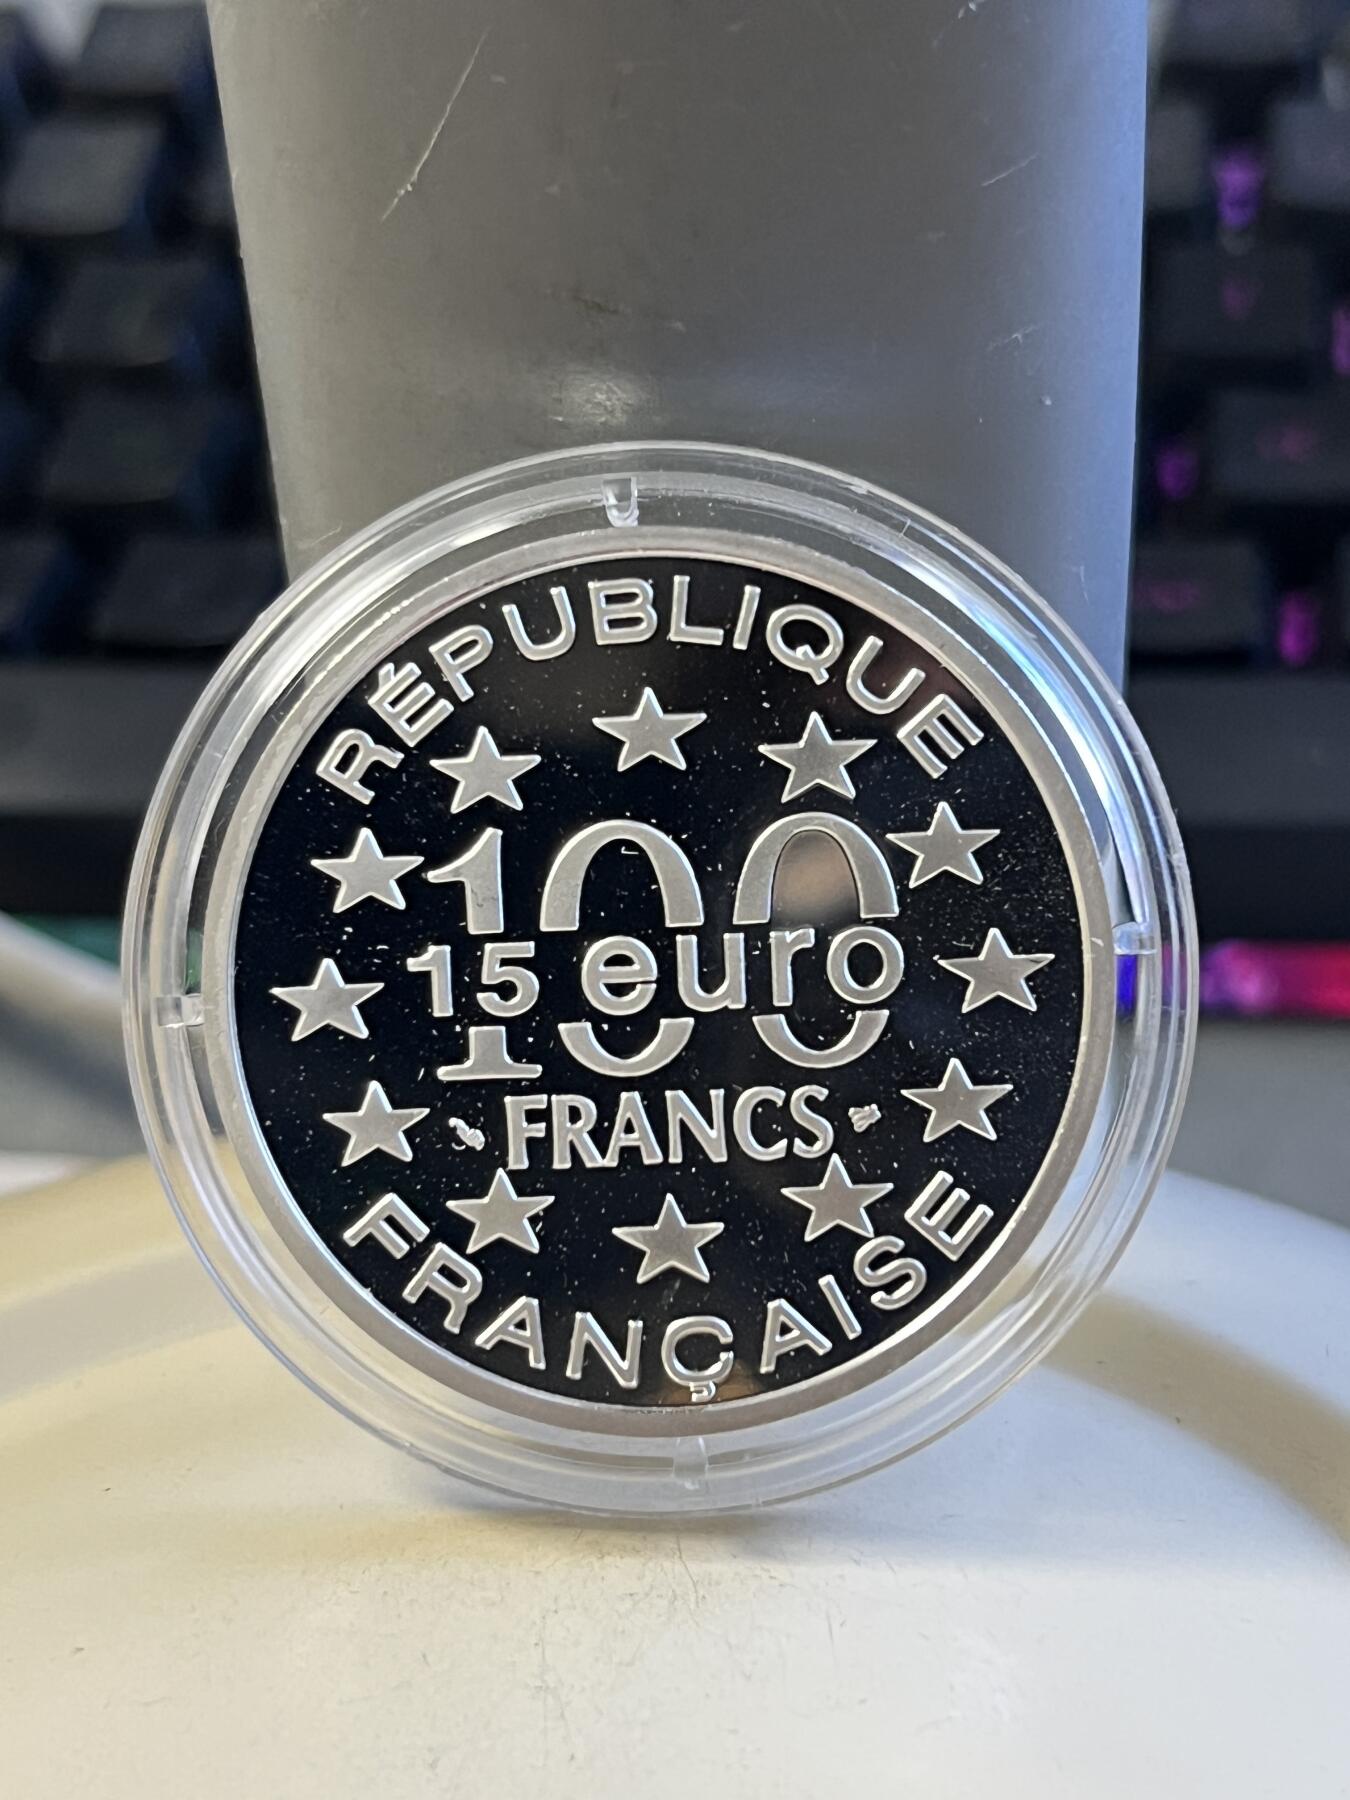 RÉPUBLIQUE
100
15 euro
FRANCS
FRANÇAISE